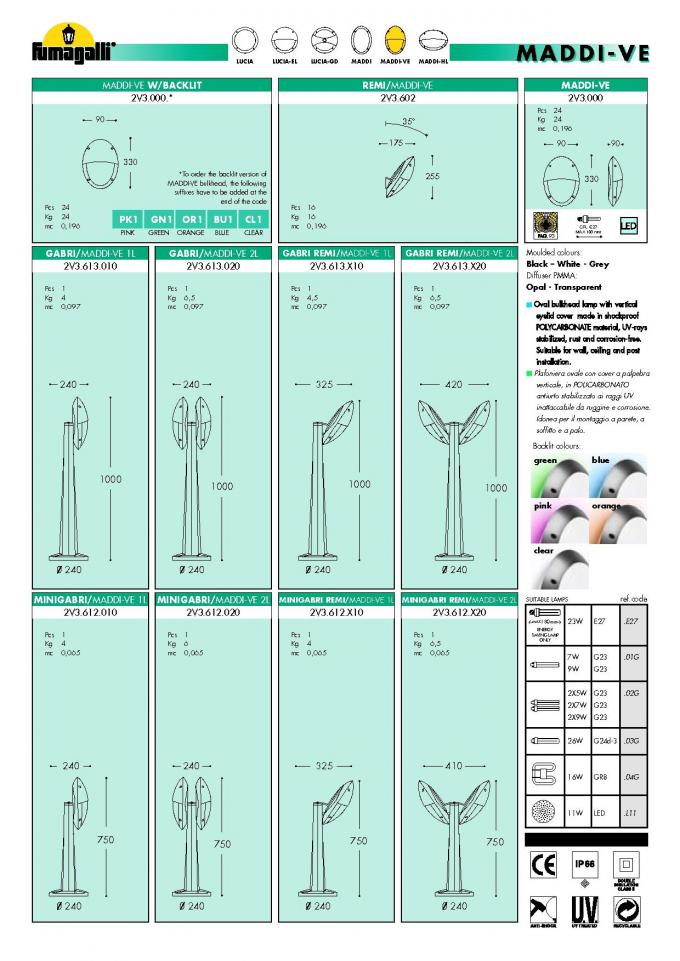 fumagalli®
LUCIA
LUCIA-EL
LUCIA-GD
MADDI
MADDI-VE
MADDI-HL
MADDI-VE
MADDI-VE W/BACKLIT
2V3.000.*
90
330
*To order the backlit version of
MADDI-VE bulkhead, the following
suffixes have to be added at the
end of the code
Pcs 24
Kg 24
mc 0,196
PK1 GN1 OR1 BU1 CL1
PINK GREEN ORANGE BLUE CLEAR
REMI/MADDI-VE
2V3.602
35°
175
255
Pcs 16
Kg 16
mc 0,196
MADDI-VE
2V3.000
Pcs 24
Kg 24
mc 0,196
90
90
330
PAG. 93
CFL E27
MAX 180 mm
LED
GABRI/MADDI-VE 1L
2V3.613.010
Pcs 1
Kg 4
mc 0,097
240
1000
Ø 240
GABRI/MADDI-VE 2L
2V3.613.020
Pcs 1
Kg 6,5
mc 0,097
240
1000
Ø 240
GABRI REMI/MADDI-VE 1L
2V3.613.X10
Pcs 1
Kg 4,5
mc 0,097
325
1000
Ø 240
GABRI REMI/MADDI-VE 2L
2V3.613.X20
Pcs 1
Kg 6,5
mc 0,097
420
1000
Ø 240
Moulded colours:
Black – White - Grey
Diffuser PMMA:
Opal - Transparent
Oval bulkhead lamp with vertical
eyelid cover made in shockproof
POLYCARBONATE material, UV-rays
stabilized, rust and corrosion-free.
Suitable for wall, ceiling and post
installation.
Plafoniera ovale con cover a palpebra
verticale, in POLICARBONATO
antiurto stabilizzato ai raggi UV
inattaccabile da ruggine e corrosione.
Idonea per il montaggio a parete, a
soffitto e a palo.
Backlit colours:
green
blue
pink
orange
clear
MINIGABRI/MADDI-VE 1L
2V3.612.010
Pcs 1
Kg 4
mc 0,065
240
750
Ø 240
MINIGABRI/MADDI-VE 2L
2V3.612.020
Pcs 1
Kg 6
mc 0,065
240
750
Ø 240
MINIGABRI REMI/MADDI-VE 1L
2V3.612.X10
Pcs 1
Kg 4
mc 0,065
325
750
Ø 240
MINIGABRI REMI/MADDI-VE 2L
2V3.612.X20
Pcs 1
Kg 6,5
mc 0,065
410
750
Ø 240
SUITABLE LAMPS ref. code
ENERGY
SAVING LAMP
ONLY
23W E27 .E27
7W G23 .01G
9W G23
2X5W G23 .02G
2X7W G23
2X9W G23
26W G24d-3 .03G
16W GR8 .04G
11W LED .L11
CE
IP66
DOUBLE
INSULATION
CLASS II
ANTI-SHOCK
U.V.
UV TREATED
RECYCLABLE